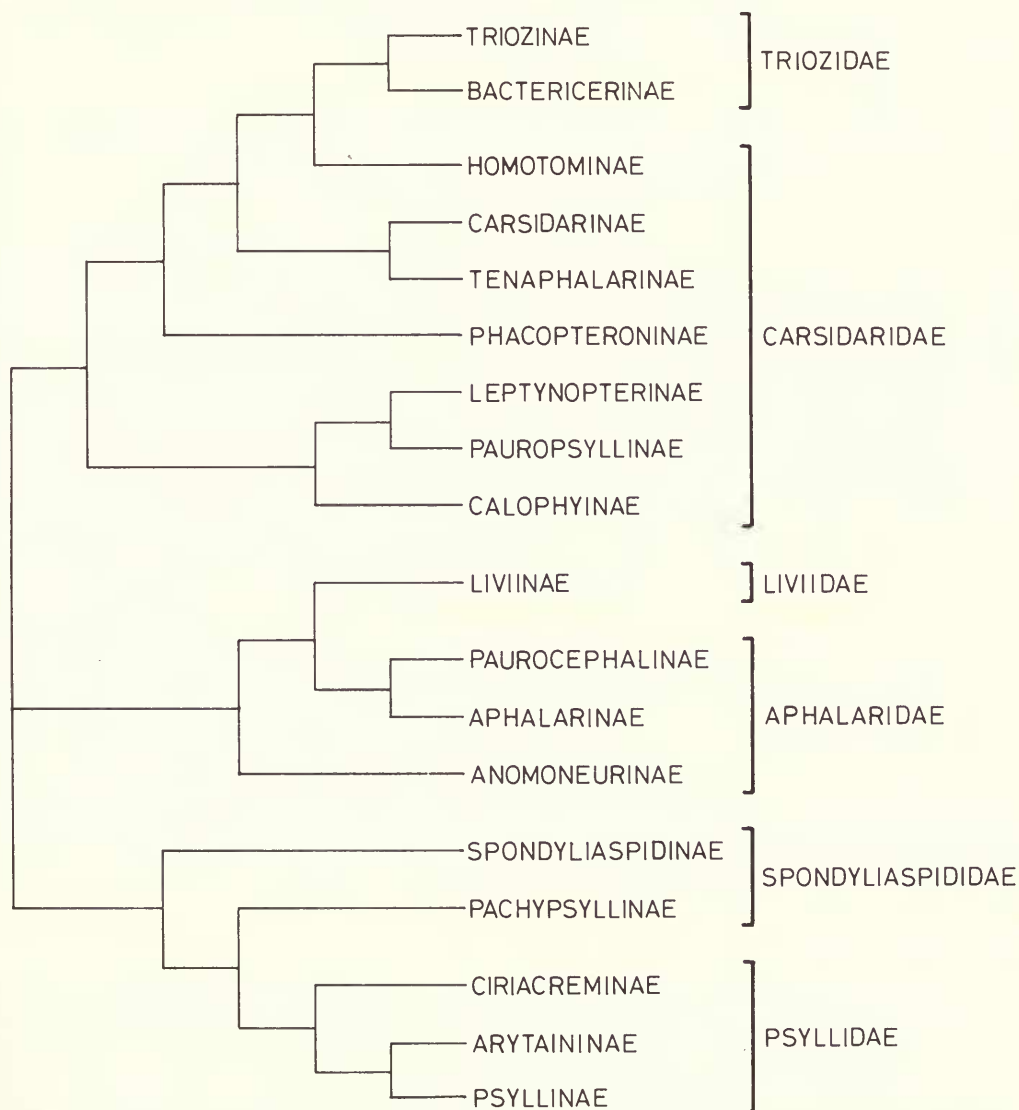 TRIOZINAE
BACTERICERINAE
TRIOZIDAE
HOMOTOMINAE
CARSIDARINAE
TENAPHALARINAE
PHACOPTERONINAE
LEPTYNOPTERINAE
PAUROPSYLLINAE
CALOPHYINAE
CARSIDARIDAE
LIVIINAE
LIVIIDAE
PAUROCEPHALINAE
APHALARINAE
ANOMONEURINAE
APHALARIDAE
SPONDYLIASPIDINAE
PACHYPSYLLINAE
SPONDYLIASPIDIDAE
CIRIACREMINAE
ARYTAININAE
PSYLLINAE
PSYLLIDAE